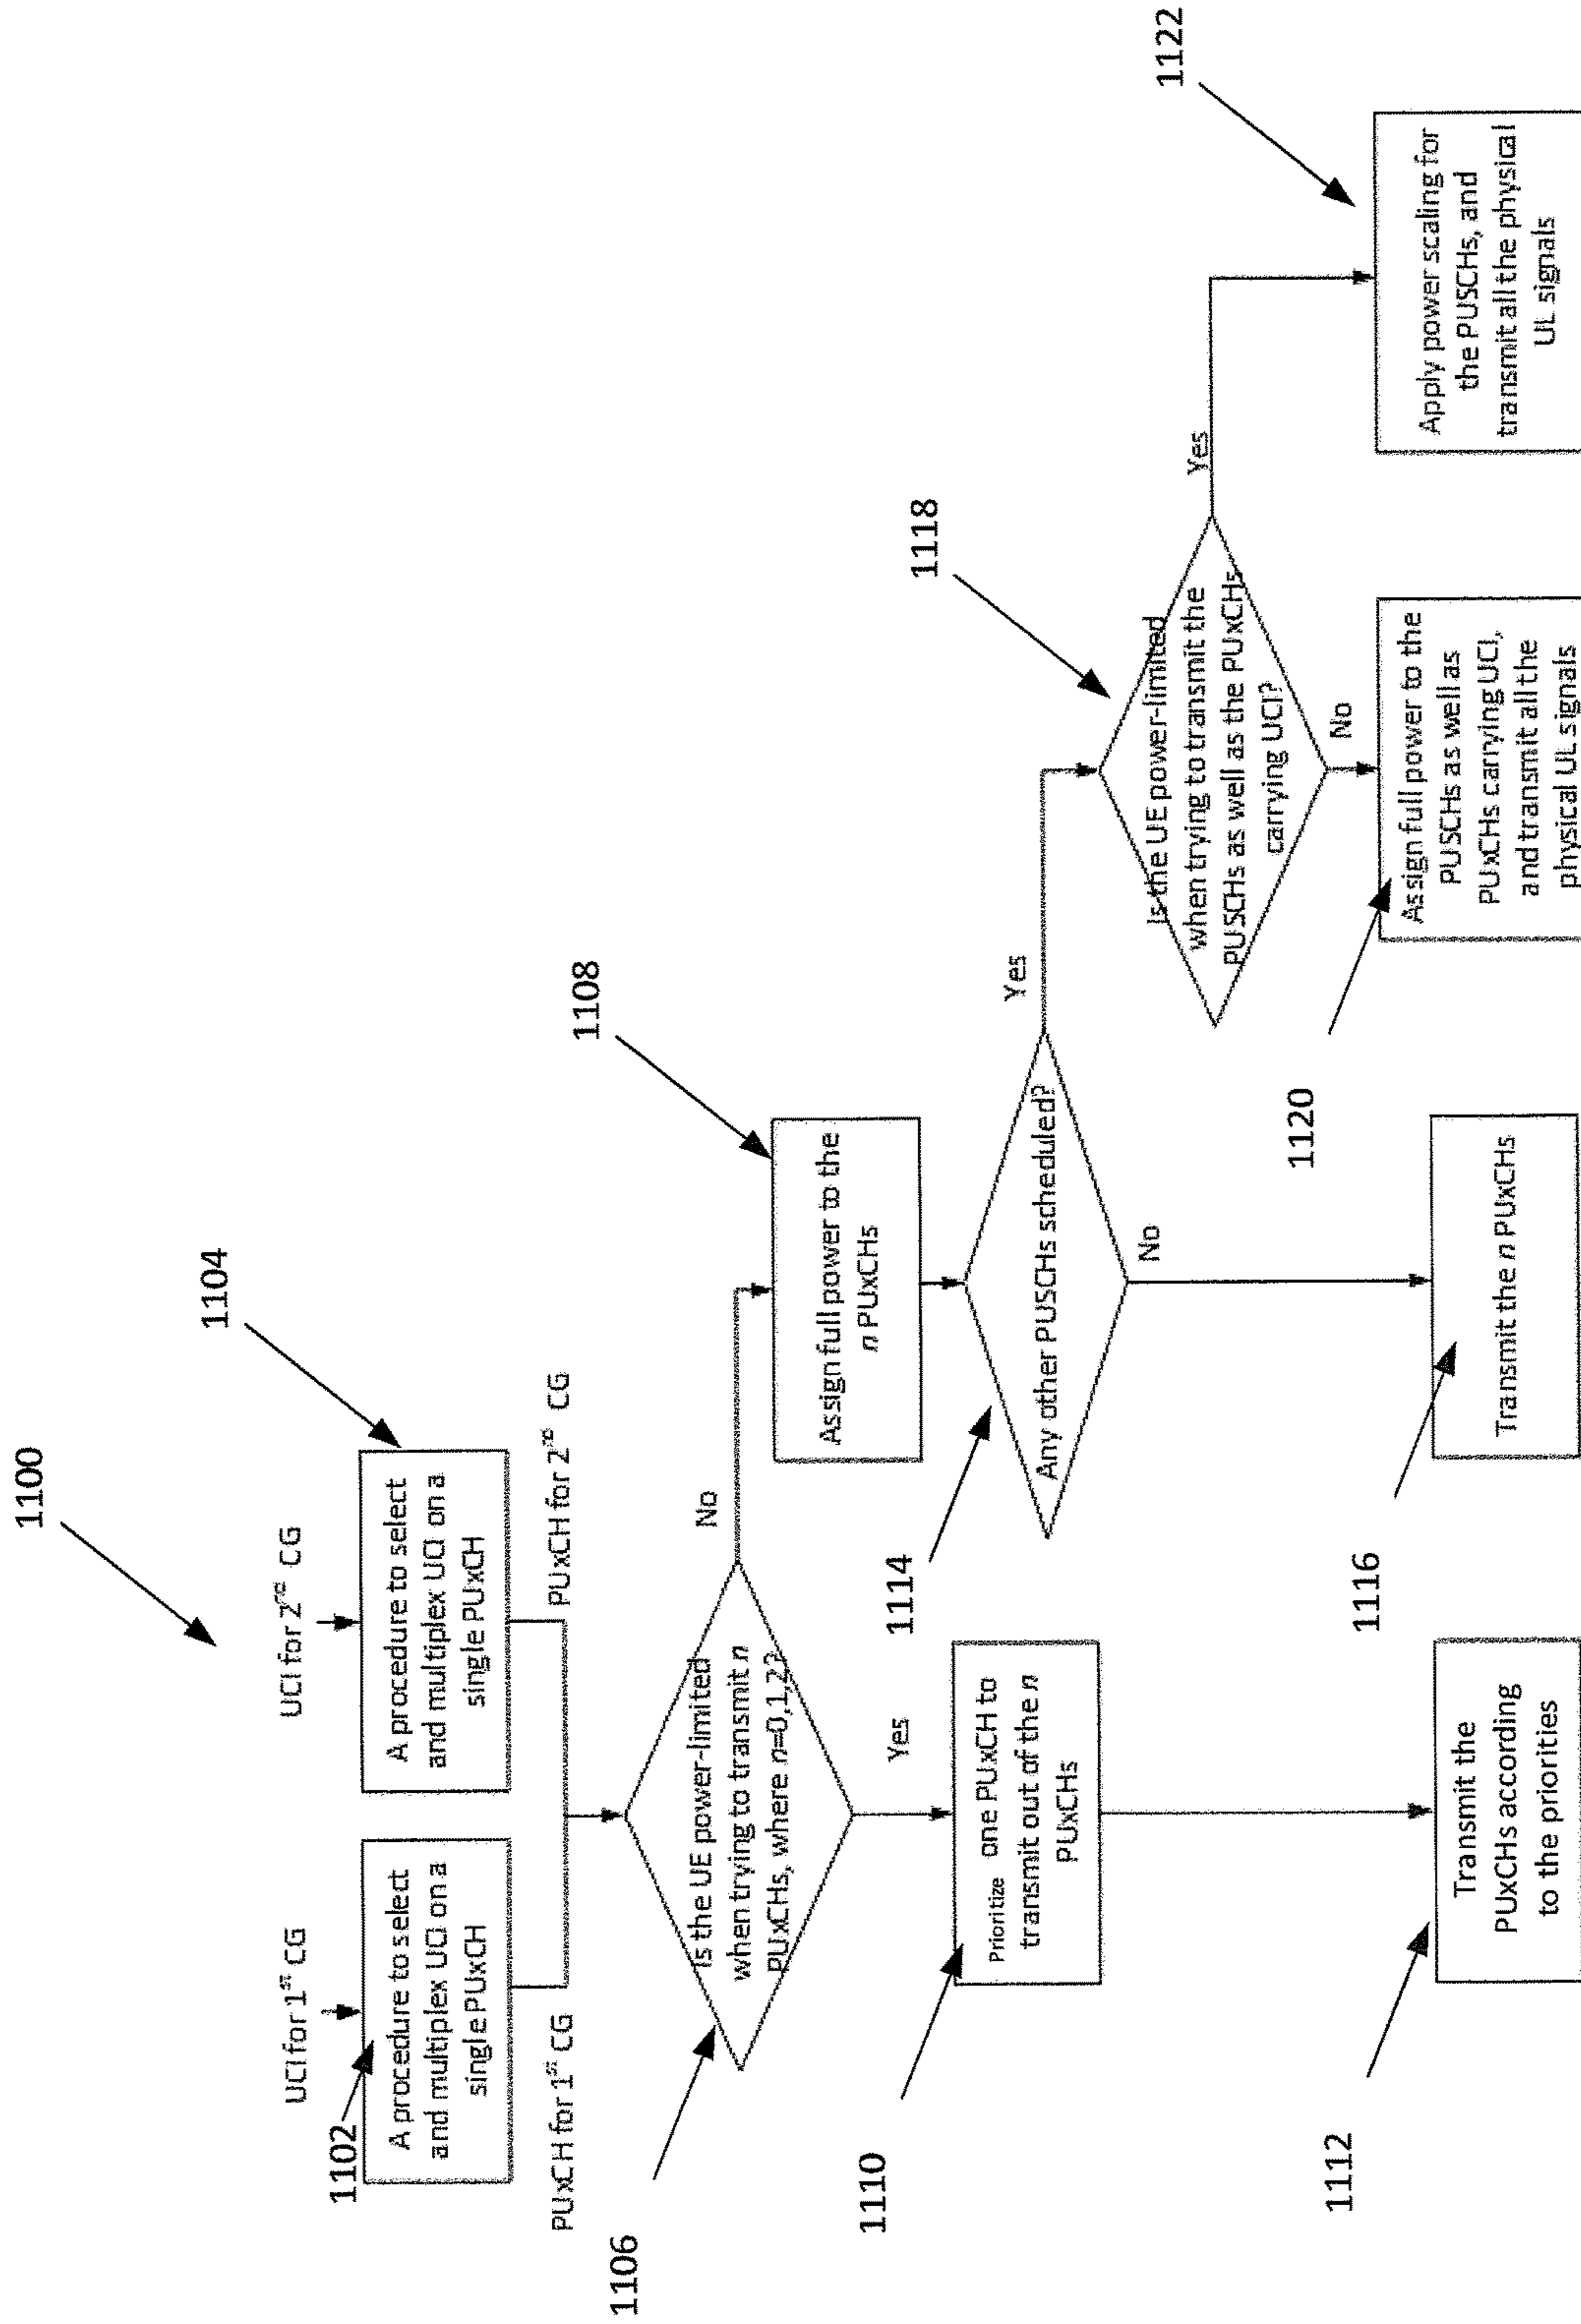 1100
UCI for 2nd CG
1104
A procedure to select
and multiplex UCI on a
single PUxCH
PUxCH for 2nd CG
UCI for 1st CG
1102
A procedure to select
and multiplex UCI on a
single PUxCH
PUxCH for 1st CG
1106
Is the UE power-limited
when trying to transmit n
PUxCHs, where n=0,1,2?
No
Yes
1108
Assign full power to the
n PUxCHs
1110
Prioritize one PUxCH to
transmit out of the n
PUxCHs
1112
Transmit the
PUxCHs according
to the priorities
1114
Any other PUSCHs scheduled?
Yes
No
1116
Transmit the n PUxCHs
1118
Is the UE power-limited
when trying to transmit the
PUSCHs as well as the PUxCHs
carrying UCI?
Yes
No
1120
Assign full power to the
PUSCHs as well as
PUxCHs carrying UCI,
and transmit all the
physical UL signals
1122
Apply power scaling for
the PUSCHs, and
transmit all the physical
UL signals